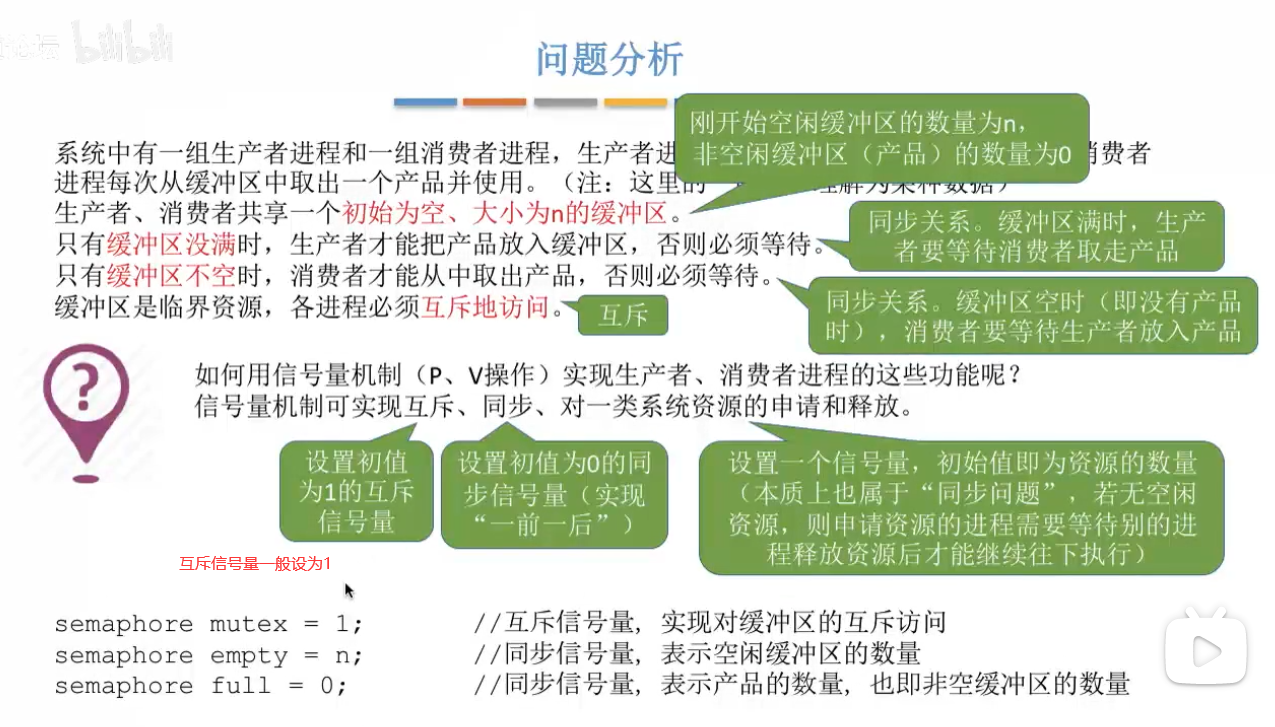 论坛 bilibili
问题分析
刚开始空闲缓冲区的数量为n，
非空闲缓冲区（产品）的数量为0
系统中有一组生产者进程和一组消费者进程，生产者进 消费者
进程每次从缓冲区中取出一个产品并使用。（注：这里的 理解为某种数据）
生产者、消费者共享一个初始为空、大小为n的缓冲区。
同步关系。缓冲区满时，生产
者要等待消费者取走产品
只有缓冲区没满时，生产者才能把产品放入缓冲区，否则必须等待。
只有缓冲区不空时，消费者才能从中取出产品，否则必须等待。
同步关系。缓冲区空时（即没有产品
时），消费者要等待生产者放入产品
缓冲区是临界资源，各进程必须互斥地访问。
互斥
如何用信号量机制（P、V操作）实现生产者、消费者进程的这些功能呢？
信号量机制可实现互斥、同步、对一类系统资源的申请和释放。
设置初值
为1的互斥
信号量
设置初值为0的同
步信号量（实现
“一前一后”）
设置一个信号量，初始值即为资源的数量
（本质上也属于“同步问题”，若无空闲
资源，则申请资源的进程需要等待别的进
程释放资源后才能继续往下执行）
互斥信号量一般设为1
semaphore mutex = 1; //互斥信号量，实现对缓冲区的互斥访问
semaphore empty = n; //同步信号量，表示空闲缓冲区的数量
semaphore full = 0; //同步信号量，表示产品的数量，也即非空缓冲区的数量